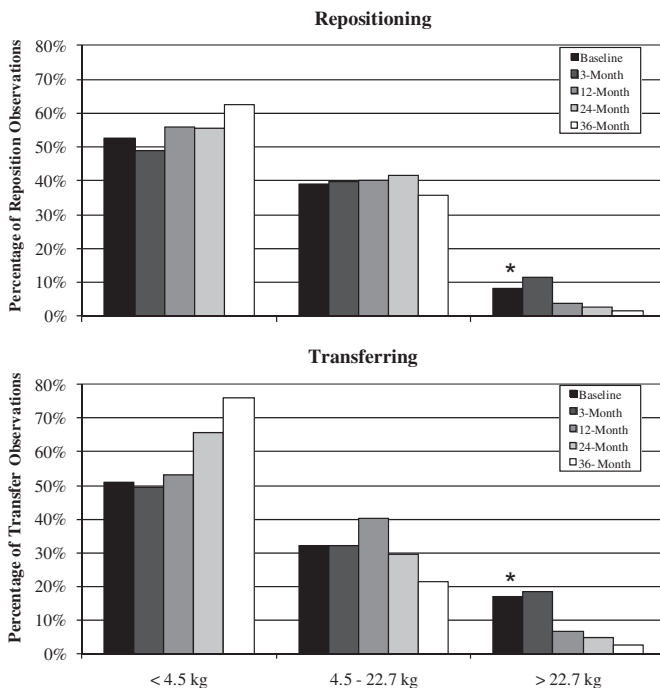 Repositioning
Percentage of Reposition Observations
80%
70%
60%
50%
40%
30%
20%
10%
0%
Baseline
3-Month
12-Month
24-Month
36-Month
*
Transferring
Percentage of Transfer Observations
80%
70%
60%
50%
40%
30%
20%
10%
0%
Baseline
3-Month
12-Month
24-Month
36- Month
*
< 4.5 kg
4.5 - 22.7 kg
> 22.7 kg